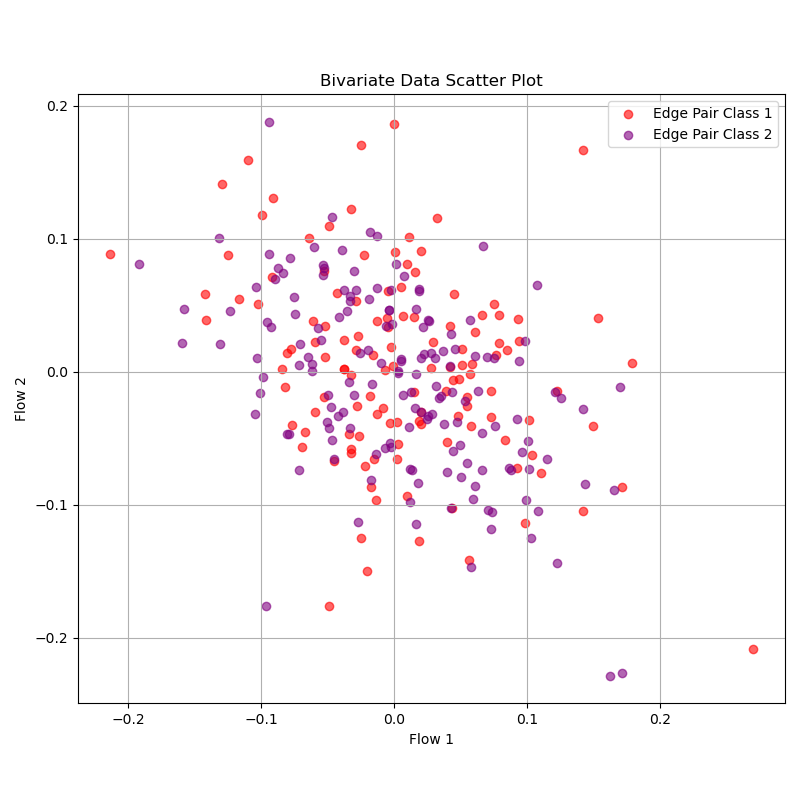 Bivariate Data Scatter Plot
Edge Pair Class 1
Edge Pair Class 2
0.2
0.1
0.0
−0.1
−0.2
Flow 2
−0.2
−0.1
0.0
0.1
0.2
Flow 1